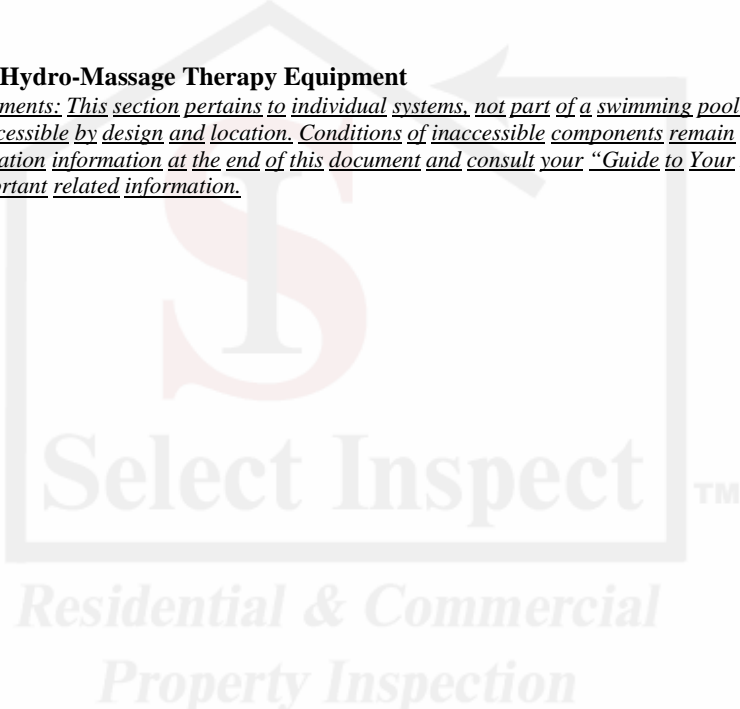 Hydro-Massage Therapy Equipment
ments: This section pertains to individual systems, not part of a swimming pool
cessible by design and location. Conditions of inaccessible components remain
ation information at the end of this document and consult your “Guide to Your
rtant related information.
SI
Select Inspect TM
Residential & Commercial
Property Inspection